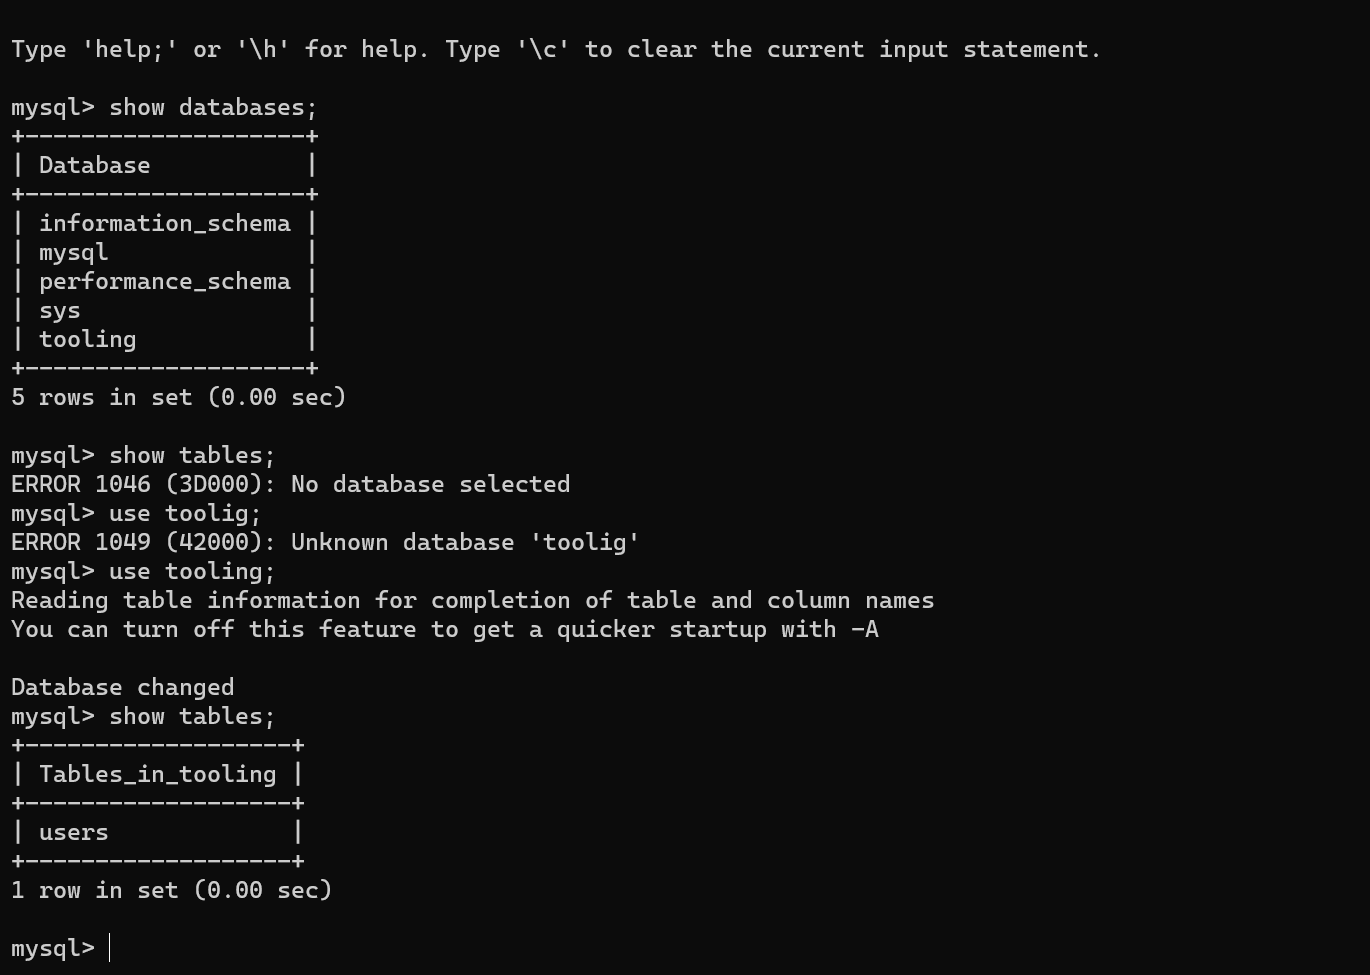 Type 'help;' or '\h' for help. Type '\c' to clear the current input statement.
mysql> show databases;
+--------------------+
| Database           |
+--------------------+
| information_schema |
| mysql              |
| performance_schema |
| sys                |
| tooling            |
+--------------------+
5 rows in set (0.00 sec)
mysql> show tables;
ERROR 1046 (3D000): No database selected
mysql> use toolig;
ERROR 1049 (42000): Unknown database 'toolig'
mysql> use tooling;
Reading table information for completion of table and column names
You can turn off this feature to get a quicker startup with -A
Database changed
mysql> show tables;
+-------------------+
| Tables_in_tooling |
+-------------------+
| users             |
+-------------------+
1 row in set (0.00 sec)
mysql>